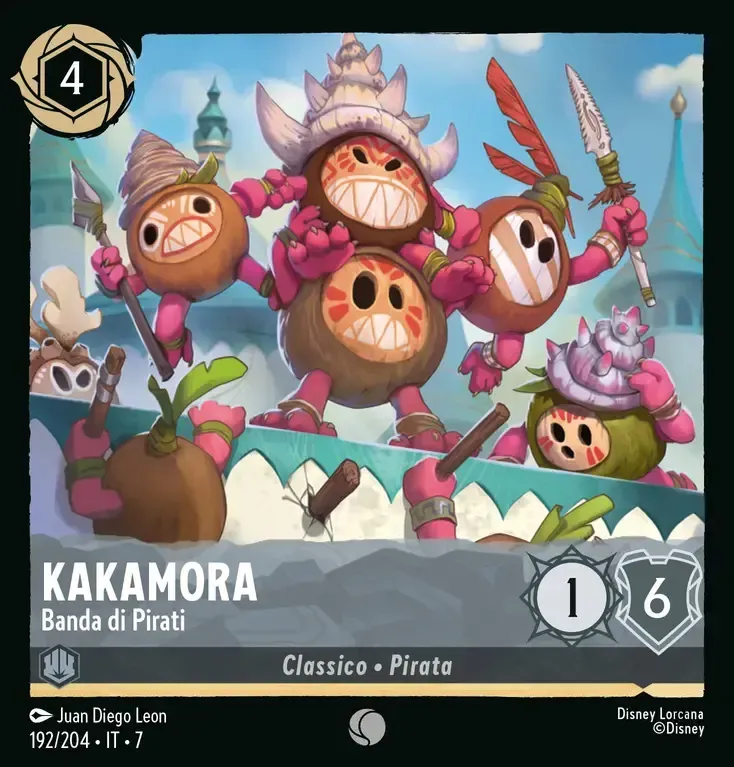 4
KAKAMORA
Banda di Pirati
1
6
Classico • Pirata
Juan Diego Leon
192/204 • IT • 7
Disney Lorcana
©Disney